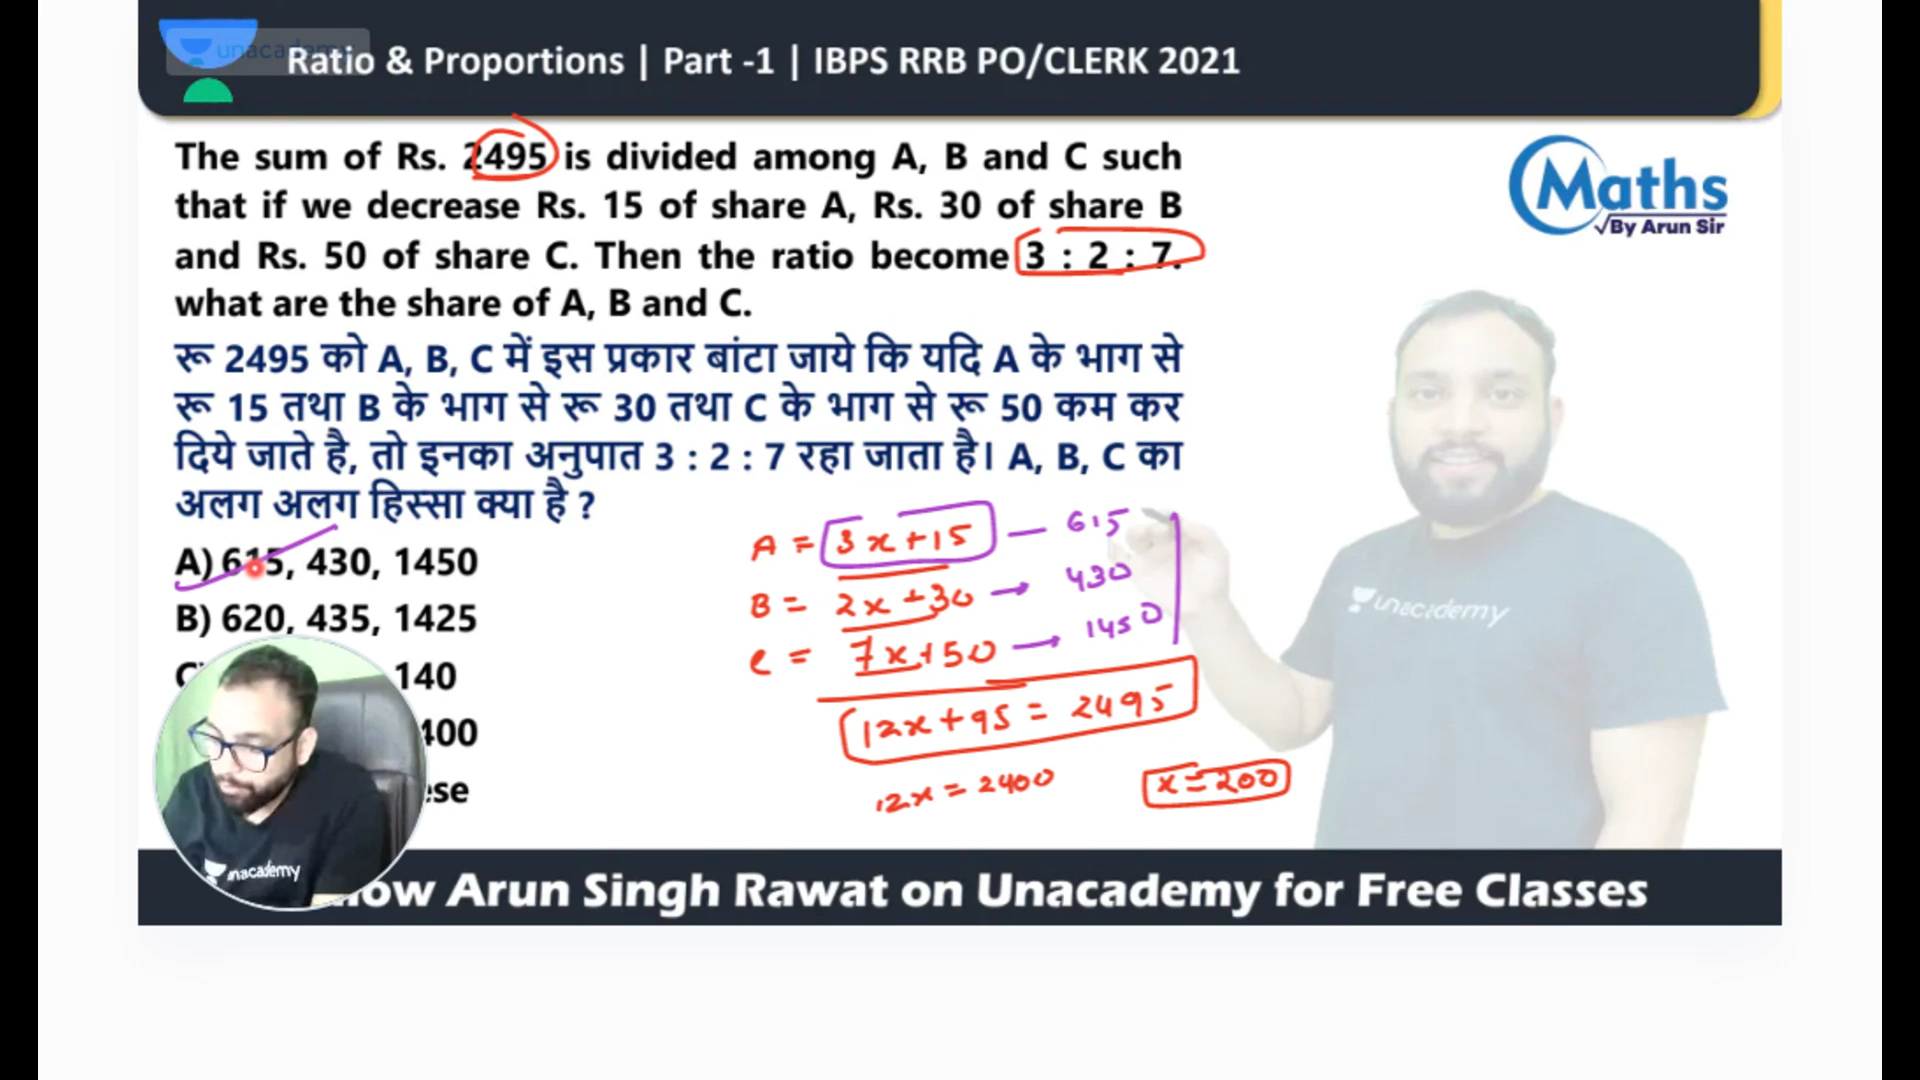 unacademy
Ratio & Proportions | Part -1 | IBPS RRB PO/CLERK 2021
The sum of Rs. 2495 is divided among A, B and C such
that if we decrease Rs. 15 of share A, Rs. 30 of share B
and Rs. 50 of share C. Then the ratio become 3 : 2 : 7.
what are the share of A, B and C.
Maths
√By Arun Sir
रू 2495 को A, B, C में इस प्रकार बांटा जाये कि यदि A के भाग से
रू 15 तथा B के भाग से रू 30 तथा C के भाग से रू 50 कम कर
दिये जाते है, तो इनका अनुपात 3 : 2 : 7 रहा जाता है। A, B, C का
अलग अलग हिस्सा क्या है ?
A) 615, 430, 1450
B) 620, 435, 1425
140
400
A = 3x+15 — 615
B = 2x+30 → 430
C = 7x+50 → 1450
12x+95 = 2495
12x = 2400
x=200
unacademy
unacademy
Arun Singh Rawat on Unacademy for Free Classes